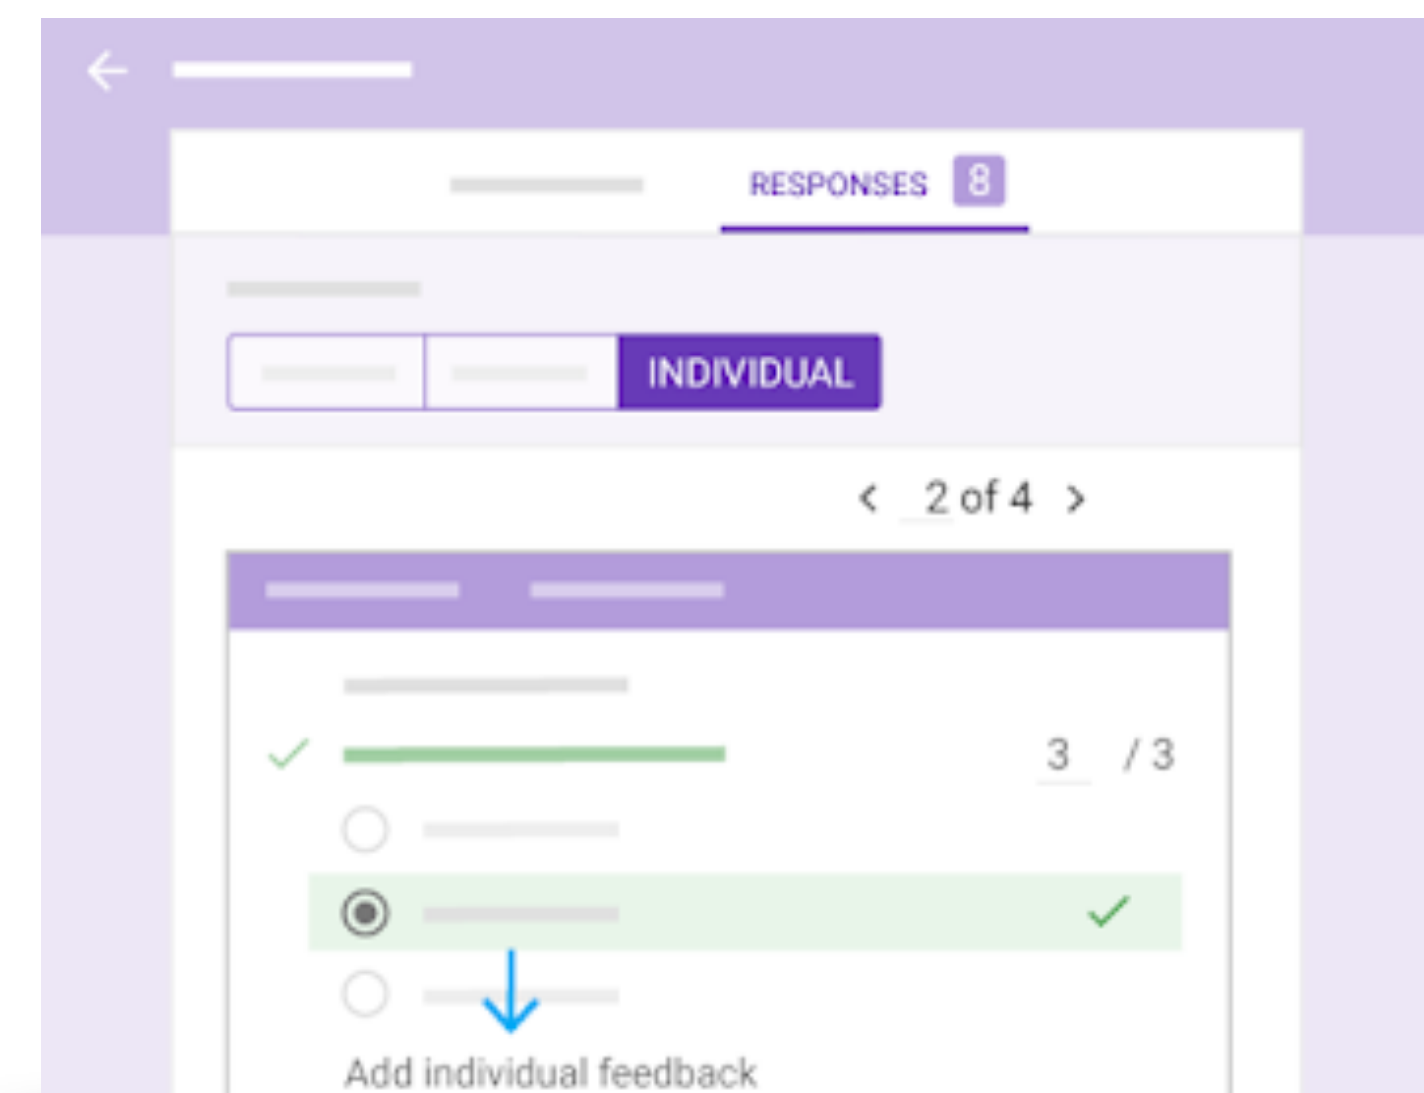 RESPONSES 8
INDIVIDUAL
< 2 of 4 >
3 / 3
Add individual feedback